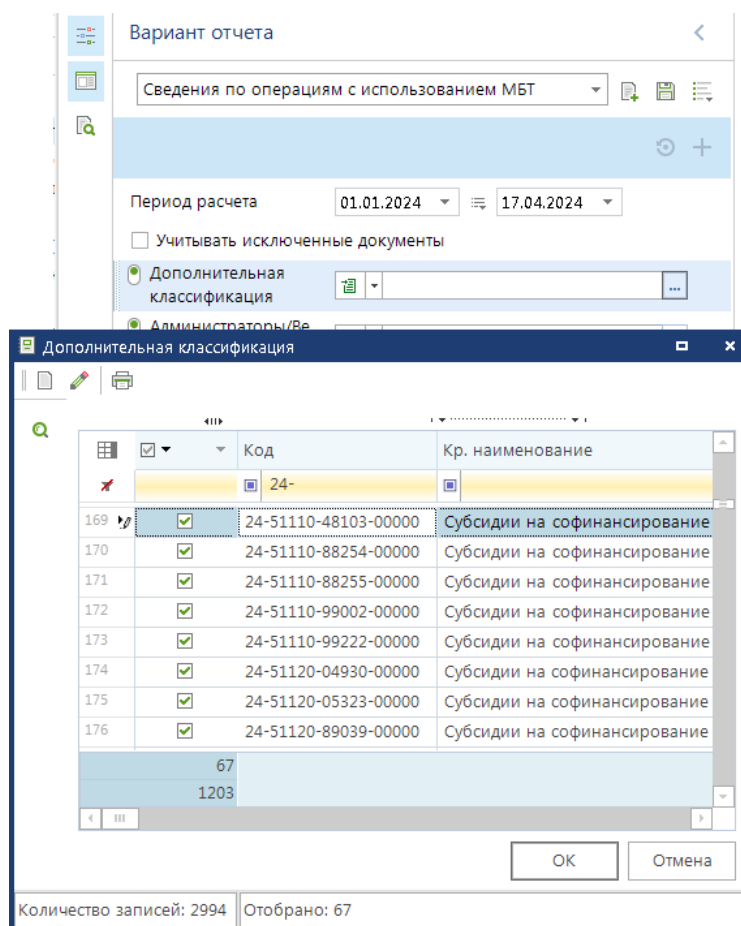 Вариант отчета
Сведения по операциям с использованием МБТ
Период расчета 01.01.2024 17.04.2024
Учитывать исключенные документы
Дополнительная
классификация
Администраторы/Ве
Дополнительная классификация
Код Кр. наименование
24-
169 24-51110-48103-00000 Субсидии на софинансирование
170 24-51110-88254-00000 Субсидии на софинансирование
171 24-51110-88255-00000 Субсидии на софинансирование
172 24-51110-99002-00000 Субсидии на софинансирование
173 24-51110-99222-00000 Субсидии на софинансирование
174 24-51120-04930-00000 Субсидии на софинансирование
175 24-51120-05323-00000 Субсидии на софинансирование
176 24-51120-89039-00000 Субсидии на софинансирование
67
1203
ОК Отмена
Количество записей: 2994 Отобрано: 67